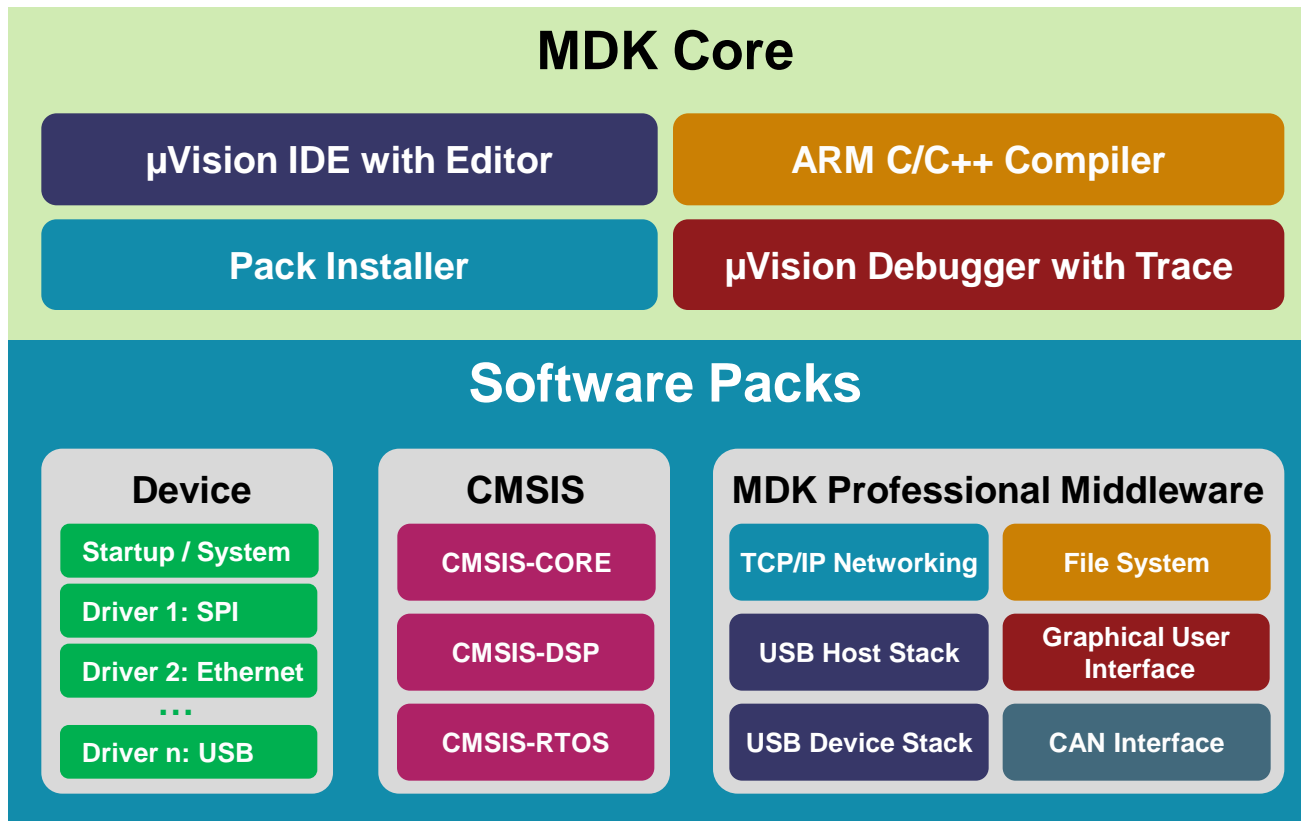 MDK Core
µVision IDE with Editor
ARM C/C++ Compiler
Pack Installer
µVision Debugger with Trace
Software Packs
Device
Startup / System
Driver 1: SPI
Driver 2: Ethernet
...
Driver n: USB
CMSIS
CMSIS-CORE
CMSIS-DSP
CMSIS-RTOS
MDK Professional Middleware
TCP/IP Networking
File System
USB Host Stack
Graphical User
Interface
USB Device Stack
CAN Interface